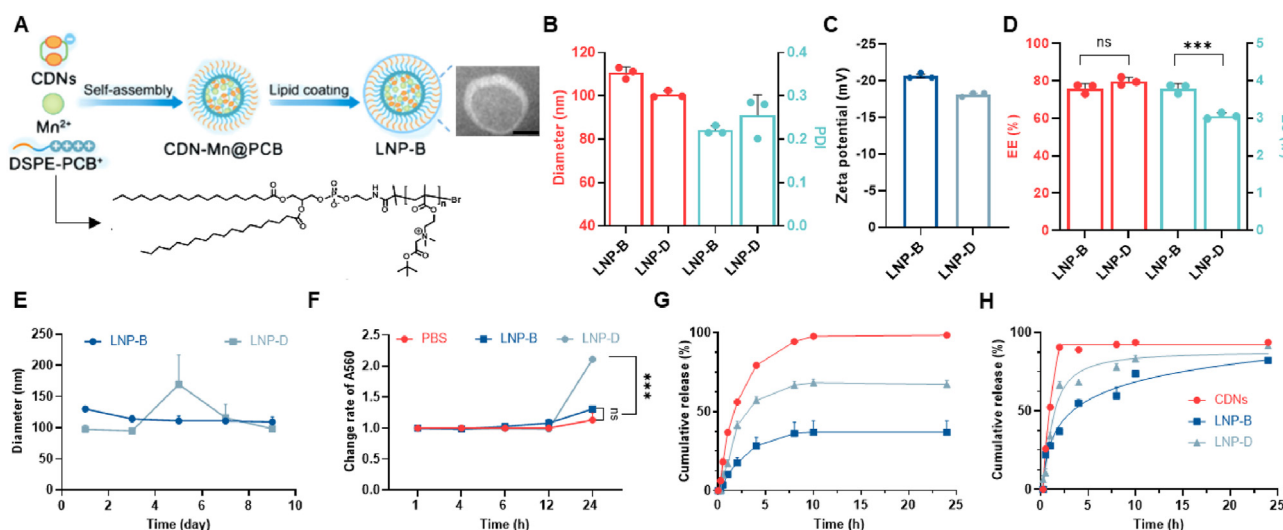 A
CDNs
Mn²⁺
DSPE-PCB⁺
Self-assembly
CDN-Mn@PCB
Lipid coating
LNP-B
O
O
O
O
O
P
O⁻
O
O
H
N
O
n
Br
O
O
⊕
N
O
O
B
Diameter (nm)
120
100
80
60
40
0.4
0.3
0.2
0.1
0.0
PDI
LNP-B
LNP-D
LNP-B
LNP-D
C
Zeta potential (mV)
-25
-20
-15
-10
-5
0
LNP-B
LNP-D
D
EE (%)
100
80
60
40
20
0
ns
***
5
4
3
2
1
0
LNP-B
LNP-D
LNP-B
LNP-D
E
Diameter (nm)
250
200
150
100
50
0
LNP-B
LNP-D
0
2
4
6
8
10
Time (day)
F
Change rate of A560
2.5
2.0
1.5
1.0
0.5
0.0
PBS
LNP-B
LNP-D
***
ns
1
4
6
12
24
Time (h)
G
Cumulative release (%)
100
50
0
0
5
10
15
20
25
Time (h)
H
Cumulative release (%)
100
50
0
CDNs
LNP-B
LNP-D
0
5
10
15
20
25
Time (h)